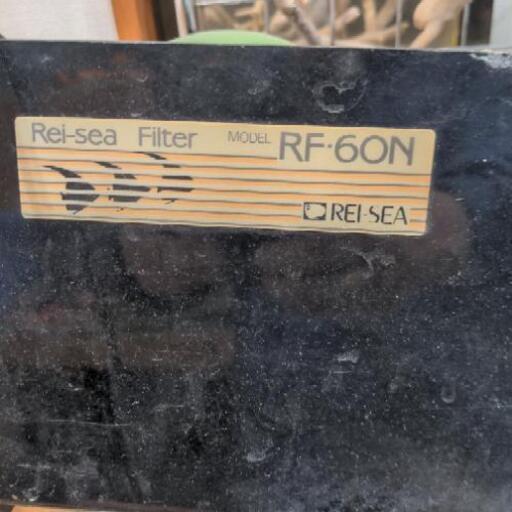 Rei-sea Filter MODEL RF·60N
REI-SEA